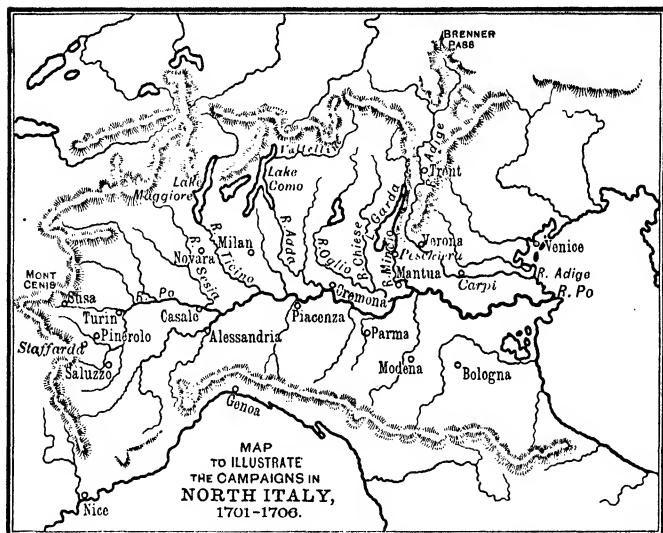 BRENNER
PASS
Valtelline
R. Adige
Trent
Lake
Maggiore
Lake
Como
Garda
R. Chiese
R. Oglio
R. Adda
Milan
Novara
R. Sesia
R. Ticino
R. Mincio
Verona
Peschiera
Venice
MONT
CENIS
Susa
R. Po
Turin
Casale
Cremona
Mantua
Carpi
R. Adige
R. Po
Pinerolo
Staffarda
Saluzzo
Alessandria
Piacenza
Parma
Modena
Bologna
Genoa
Nice
MAP
TO ILLUSTRATE
THE CAMPAIGNS IN
NORTH ITALY,
1701-1706.